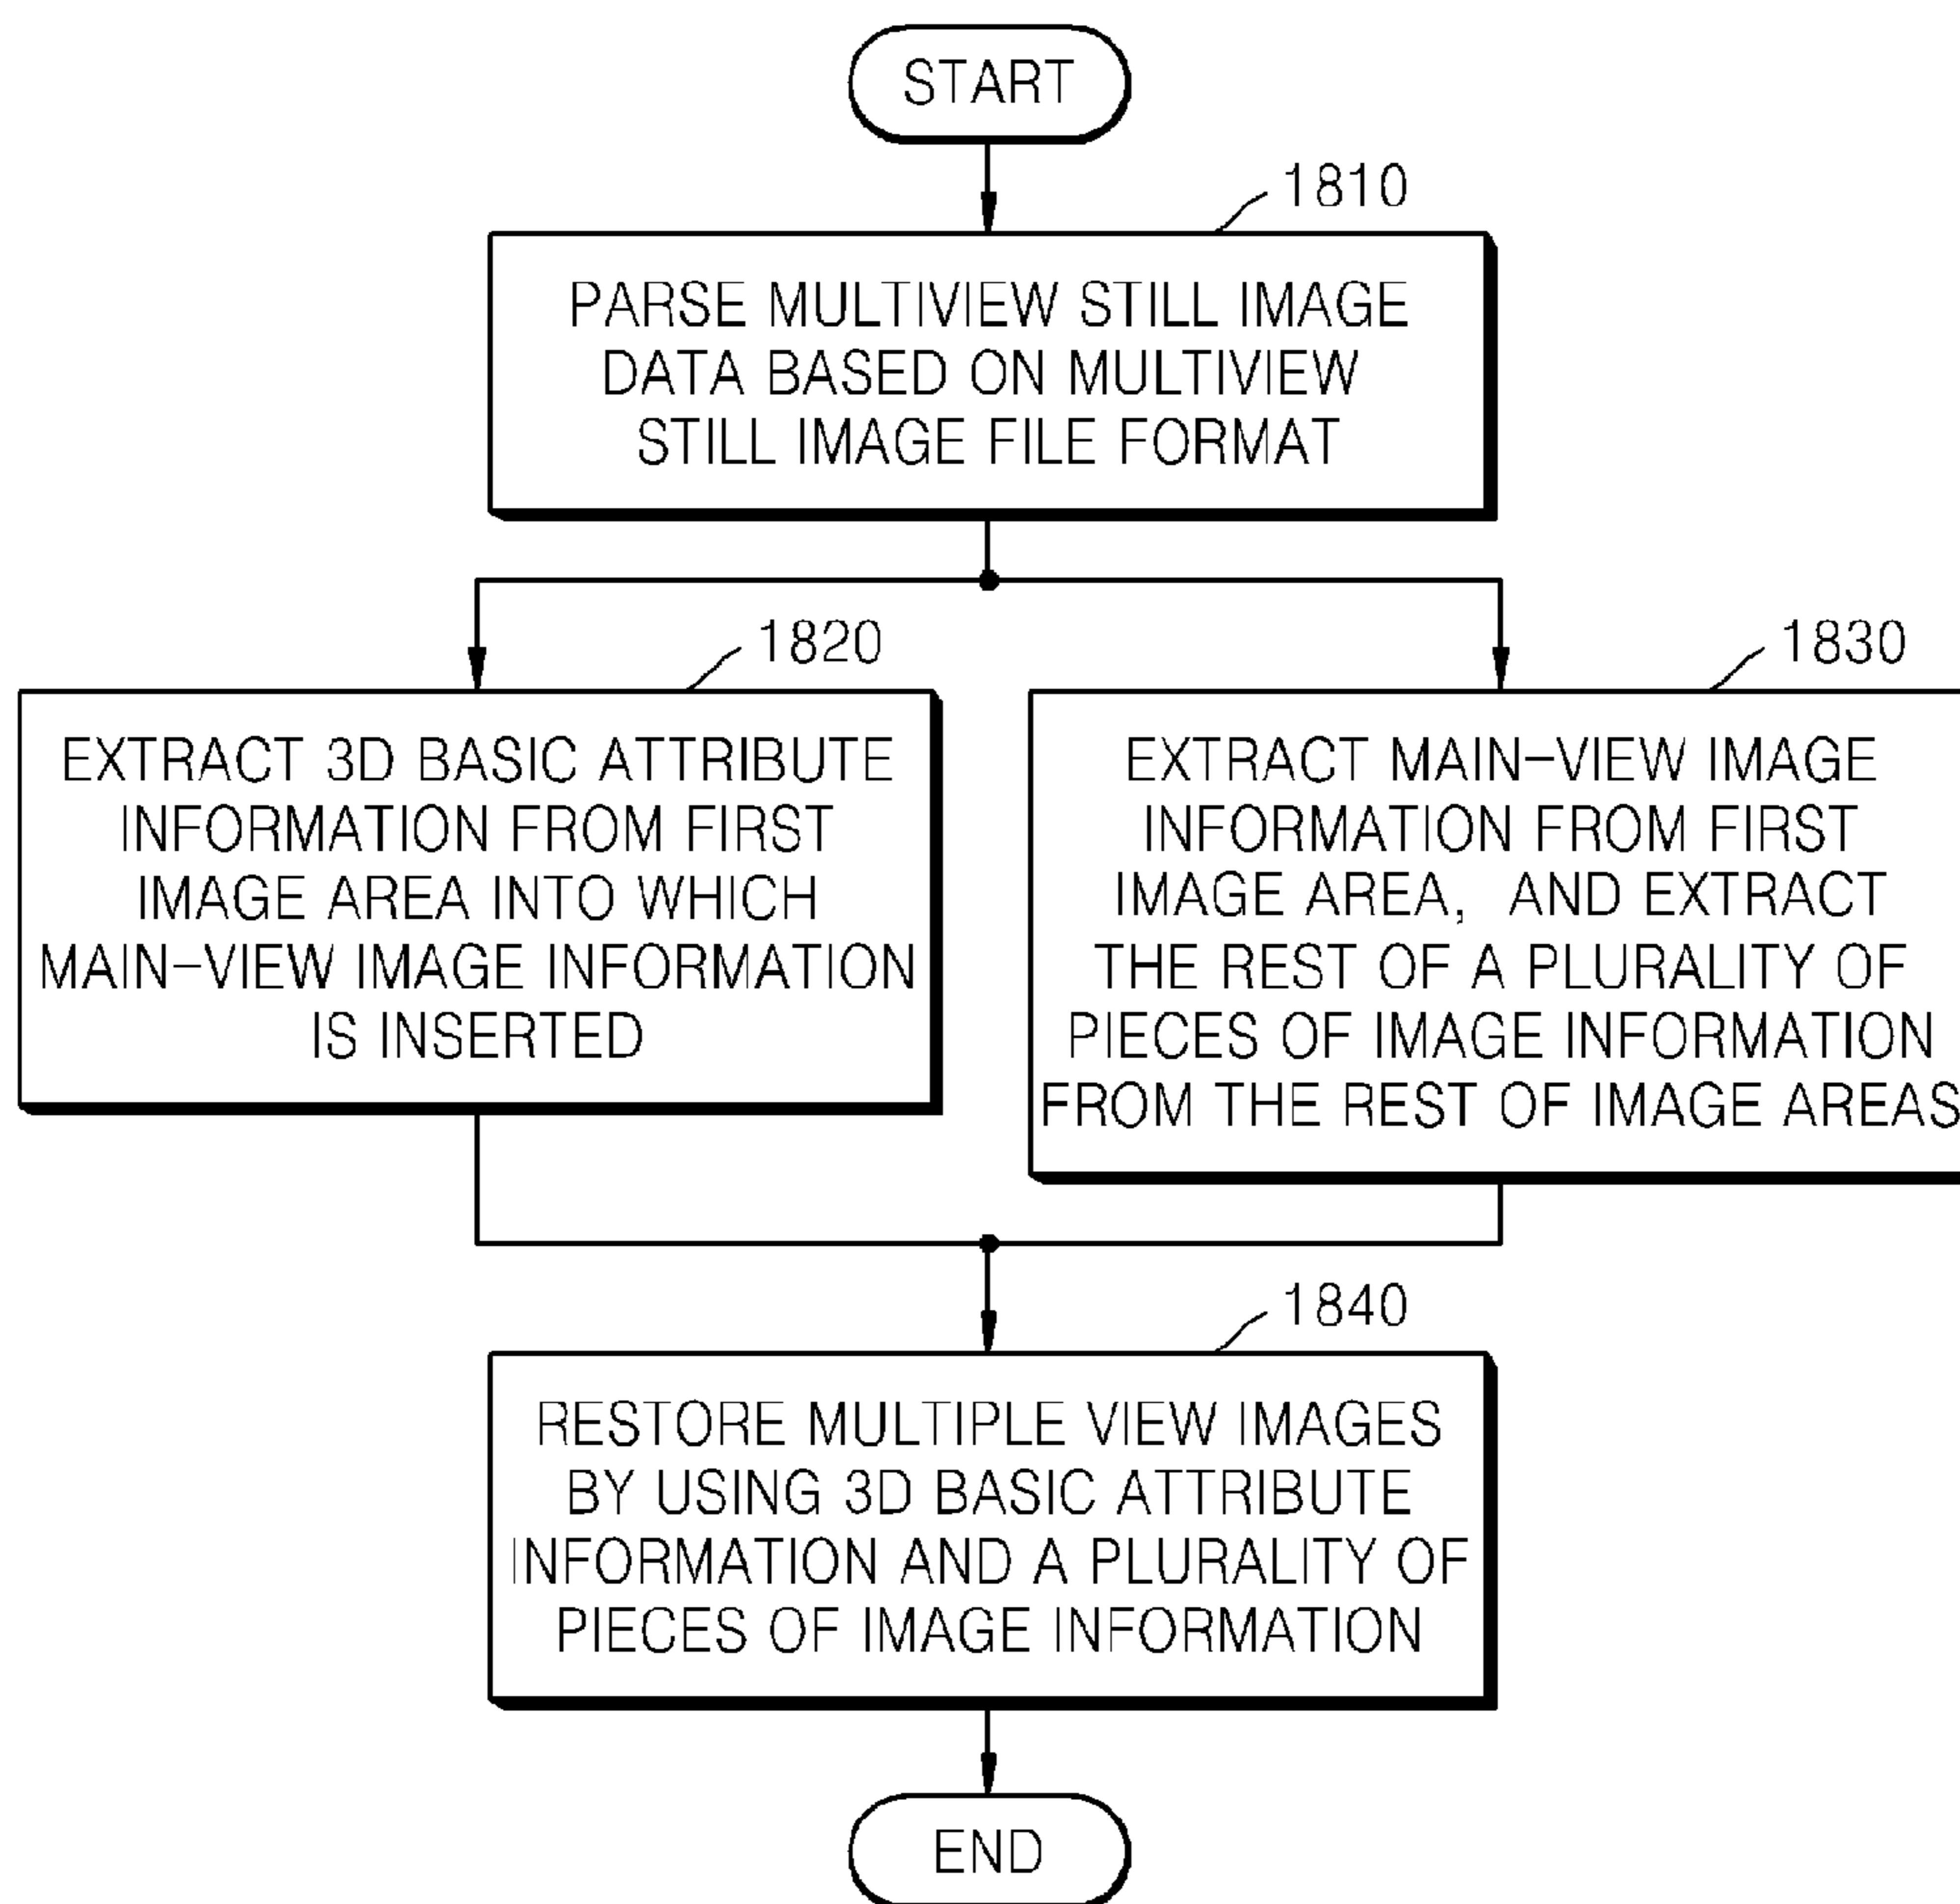 START
1810
PARSE MULTIVIEW STILL IMAGE
DATA BASED ON MULTIVIEW
STILL IMAGE FILE FORMAT
1820
EXTRACT 3D BASIC ATTRIBUTE
INFORMATION FROM FIRST
IMAGE AREA INTO WHICH
MAIN-VIEW IMAGE INFORMATION
IS INSERTED
1830
EXTRACT MAIN-VIEW IMAGE
INFORMATION FROM FIRST
IMAGE AREA, AND EXTRACT
THE REST OF A PLURALITY OF
PIECES OF IMAGE INFORMATION
FROM THE REST OF IMAGE AREAS
1840
RESTORE MULTIPLE VIEW IMAGES
BY USING 3D BASIC ATTRIBUTE
INFORMATION AND A PLURALITY OF
PIECES OF IMAGE INFORMATION
END